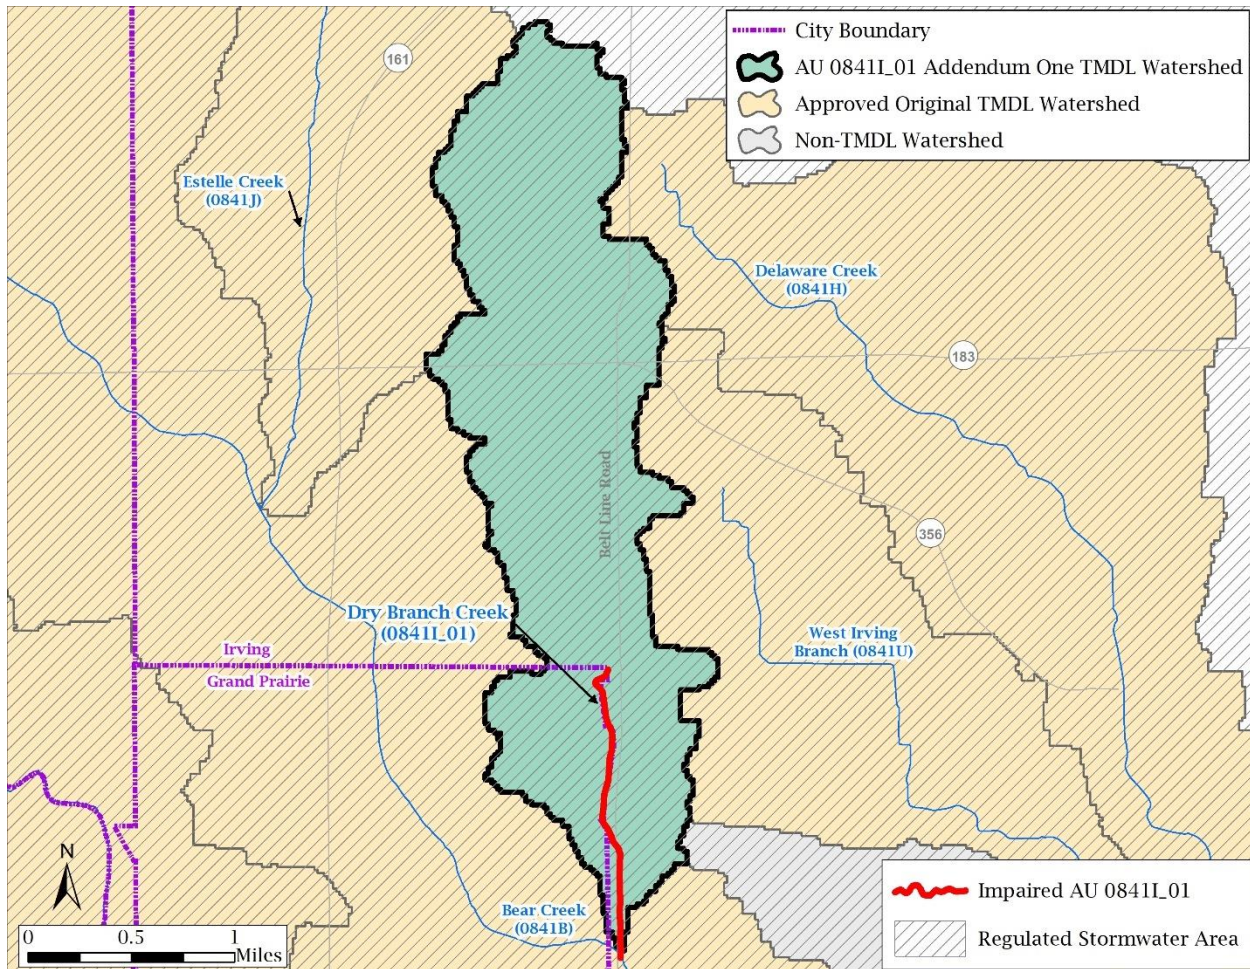 City Boundary
AU 0841I_01 Addendum One TMDL Watershed
Approved Original TMDL Watershed
Non-TMDL Watershed
161
Estelle Creek
(0841J)
Delaware Creek
(0841H)
183
Belt Line Road
356
Dry Branch Creek
(0841I_01)
West Irving
Branch (0841U)
Irving
Grand Prairie
Bear Creek
(0841B)
N
0 0.5 1
Miles
Impaired AU 0841I_01
Regulated Stormwater Area